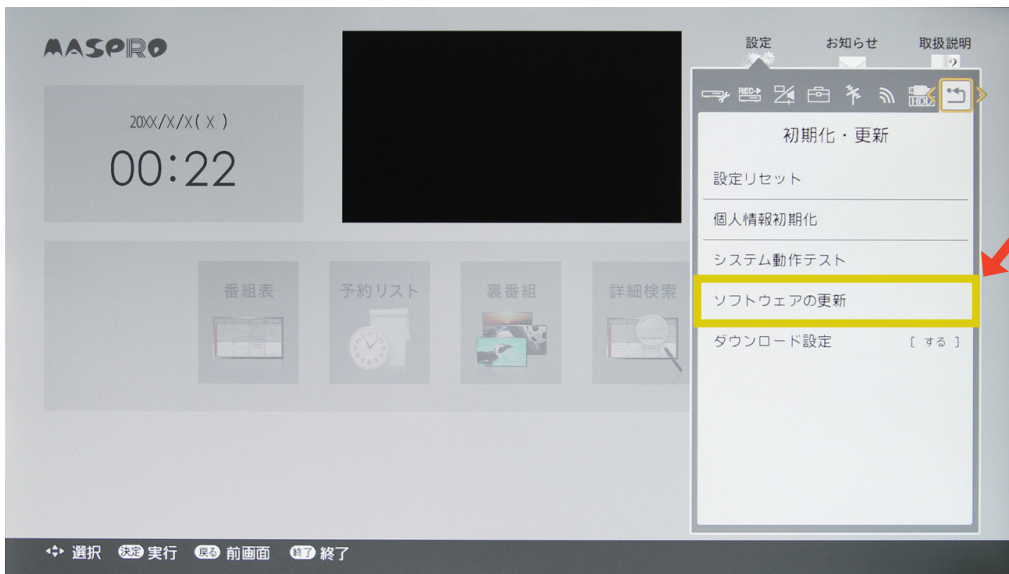 MASPRO
設定
お知らせ
取扱説明
?
20XX/X/X( X )
00:22
REC
HDD
初期化・更新
設定リセット
個人情報初期化
システム動作テスト
ソフトウェアの更新
ダウンロード設定 [ する ]
番組表
予約リスト
裏番組
詳細検索
選択 決定 実行 戻る 前画面 終了 終了